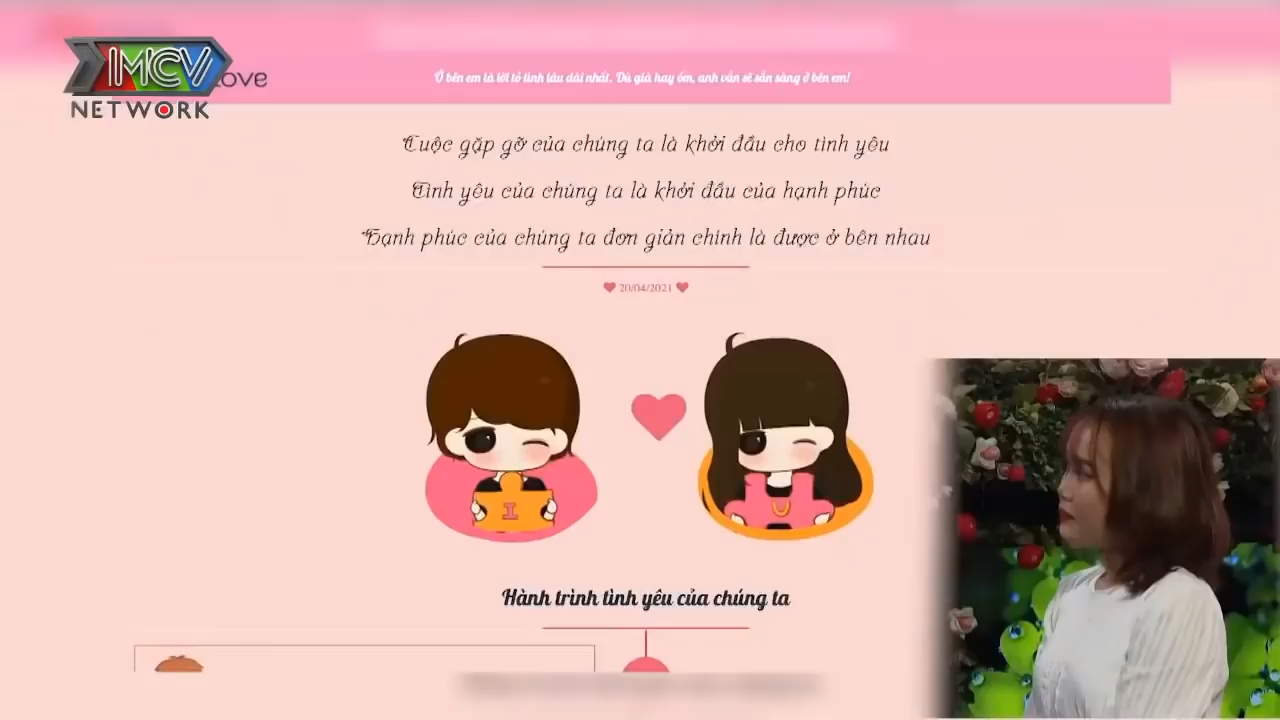 MCV
NETWORK
Love
Ở bên em là lời tỏ tình lâu dài nhất. Dù già hay ốm, anh vẫn sẽ sẵn sàng ở bên em!
Cuộc gặp gỡ của chúng ta là khởi đầu cho tình yêu
Tình yêu của chúng ta là khởi đầu của hạnh phúc
Hạnh phúc của chúng ta đơn giản chính là được ở bên nhau
20/04/2021
I
U
Hành trình tình yêu của chúng ta